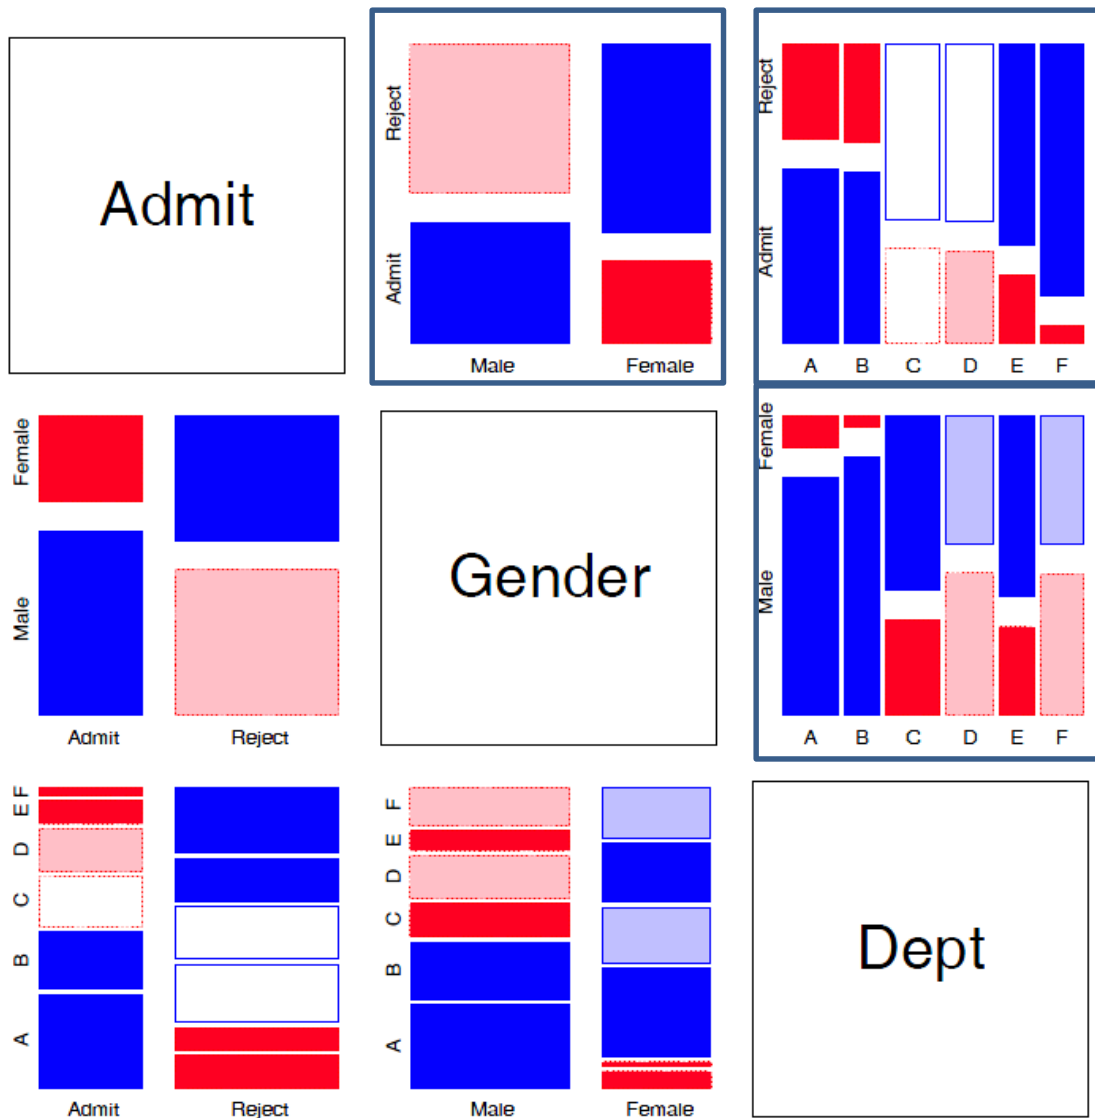 Admit
Reject
Admit
Male
Female
Reject
Admit
A B C D E F
Female
Male
Admit
Reject
Gender
Female
Male
A B C D E F
F
E
D
C
B
A
Admit
Reject
F
E
D
C
B
A
Male
Female
Dept